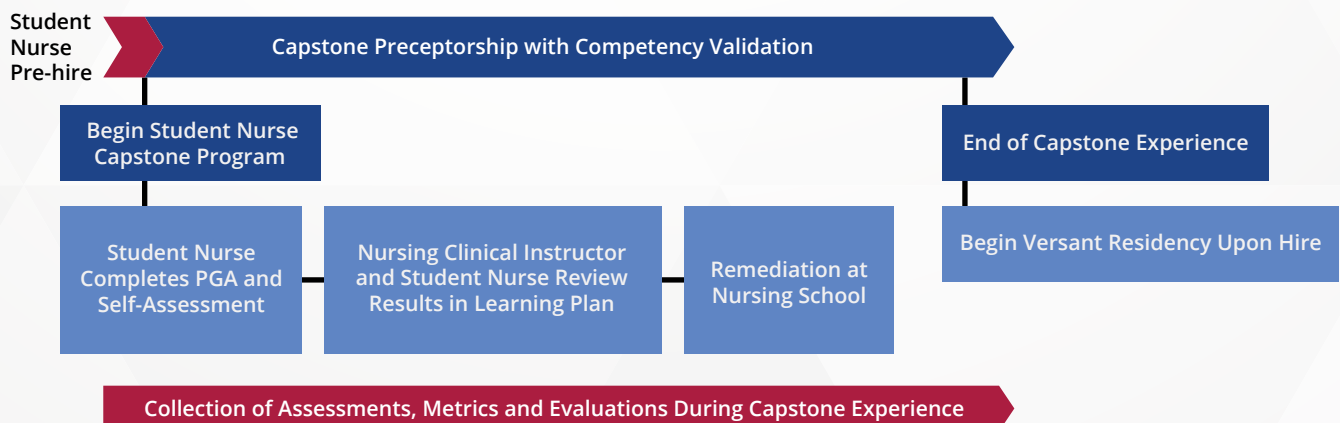 Student
Nurse
Pre-hire
Capstone Preceptorship with Competency Validation
Begin Student Nurse
Capstone Program
End of Capstone Experience
Student Nurse
Completes PGA and
Self-Assessment
Nursing Clinical Instructor
and Student Nurse Review
Results in Learning Plan
Remediation at
Nursing School
Begin Versant Residency Upon Hire
Collection of Assessments, Metrics and Evaluations During Capstone Experience